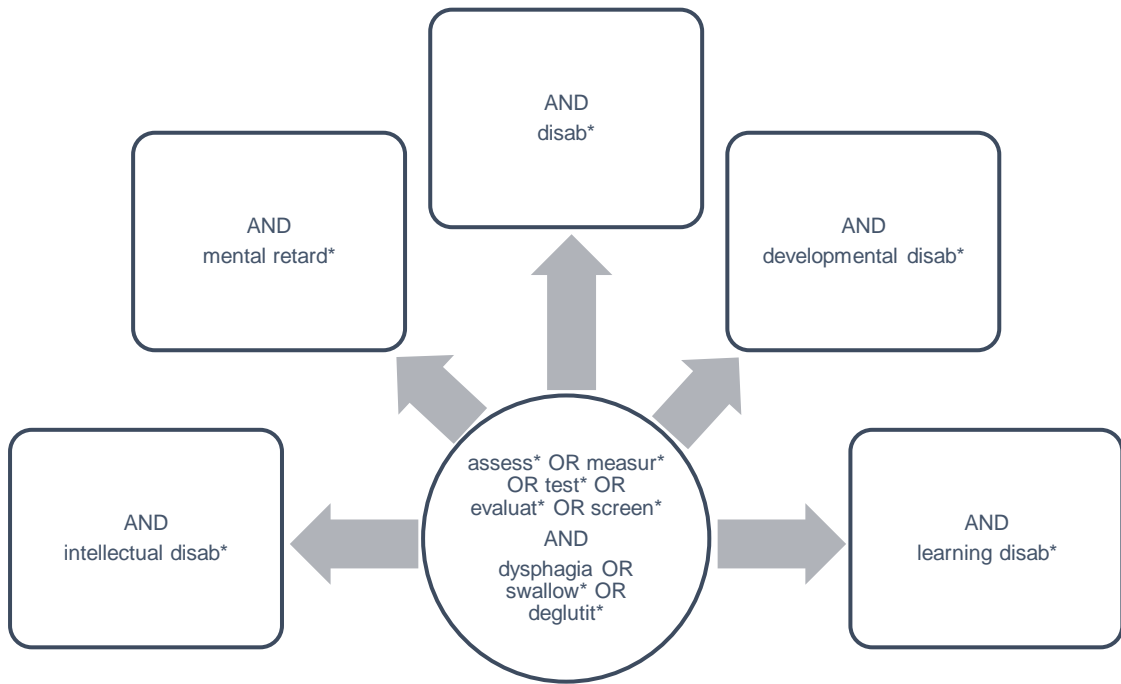 AND
disab*
AND
mental retard*
AND
developmental disab*
AND
intellectual disab*
assess* OR measur*
OR test* OR
evaluat* OR screen*
AND
dysphagia OR
swallow* OR
deglutit*
AND
learning disab*